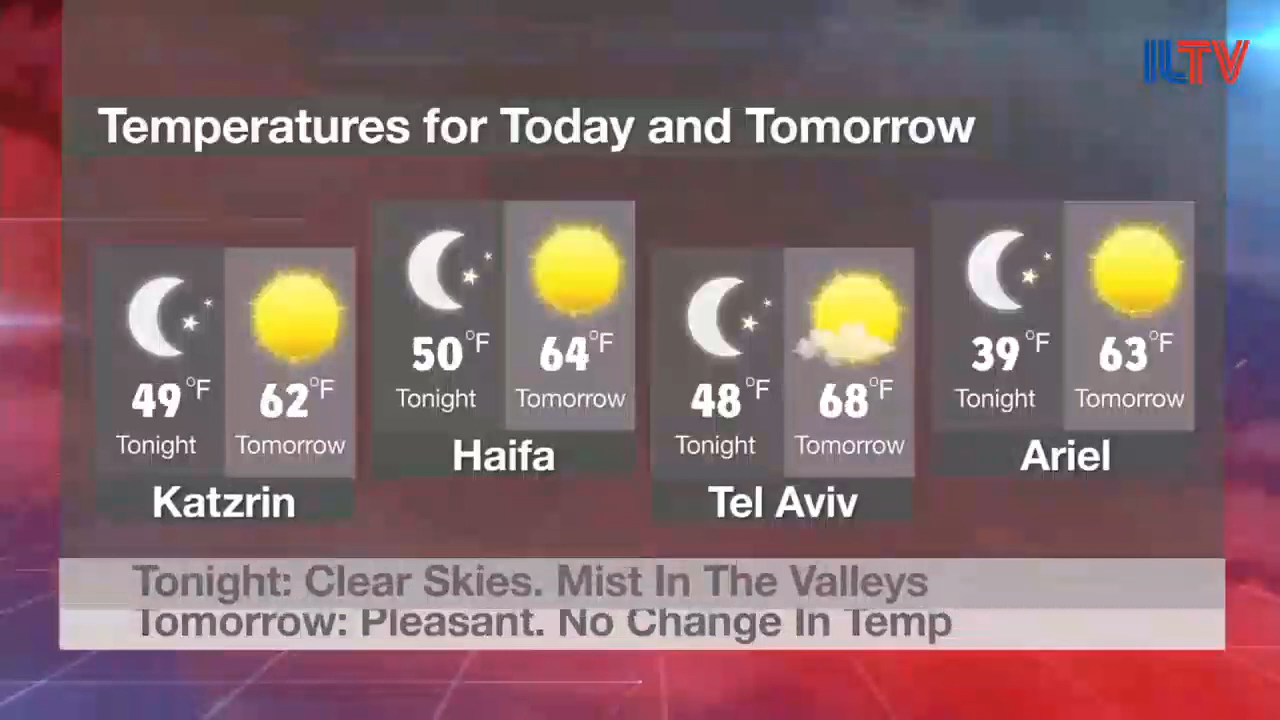 ILTV
Temperatures for Today and Tomorrow
49°F
Tonight
62°F
Tomorrow
Katzrin
50°F
Tonight
64°F
Tomorrow
Haifa
48°F
Tonight
68°F
Tomorrow
Tel Aviv
39°F
Tonight
63°F
Tomorrow
Ariel
Tonight: Clear Skies. Mist In The Valleys
Tomorrow: Pleasant. No Change In Temp